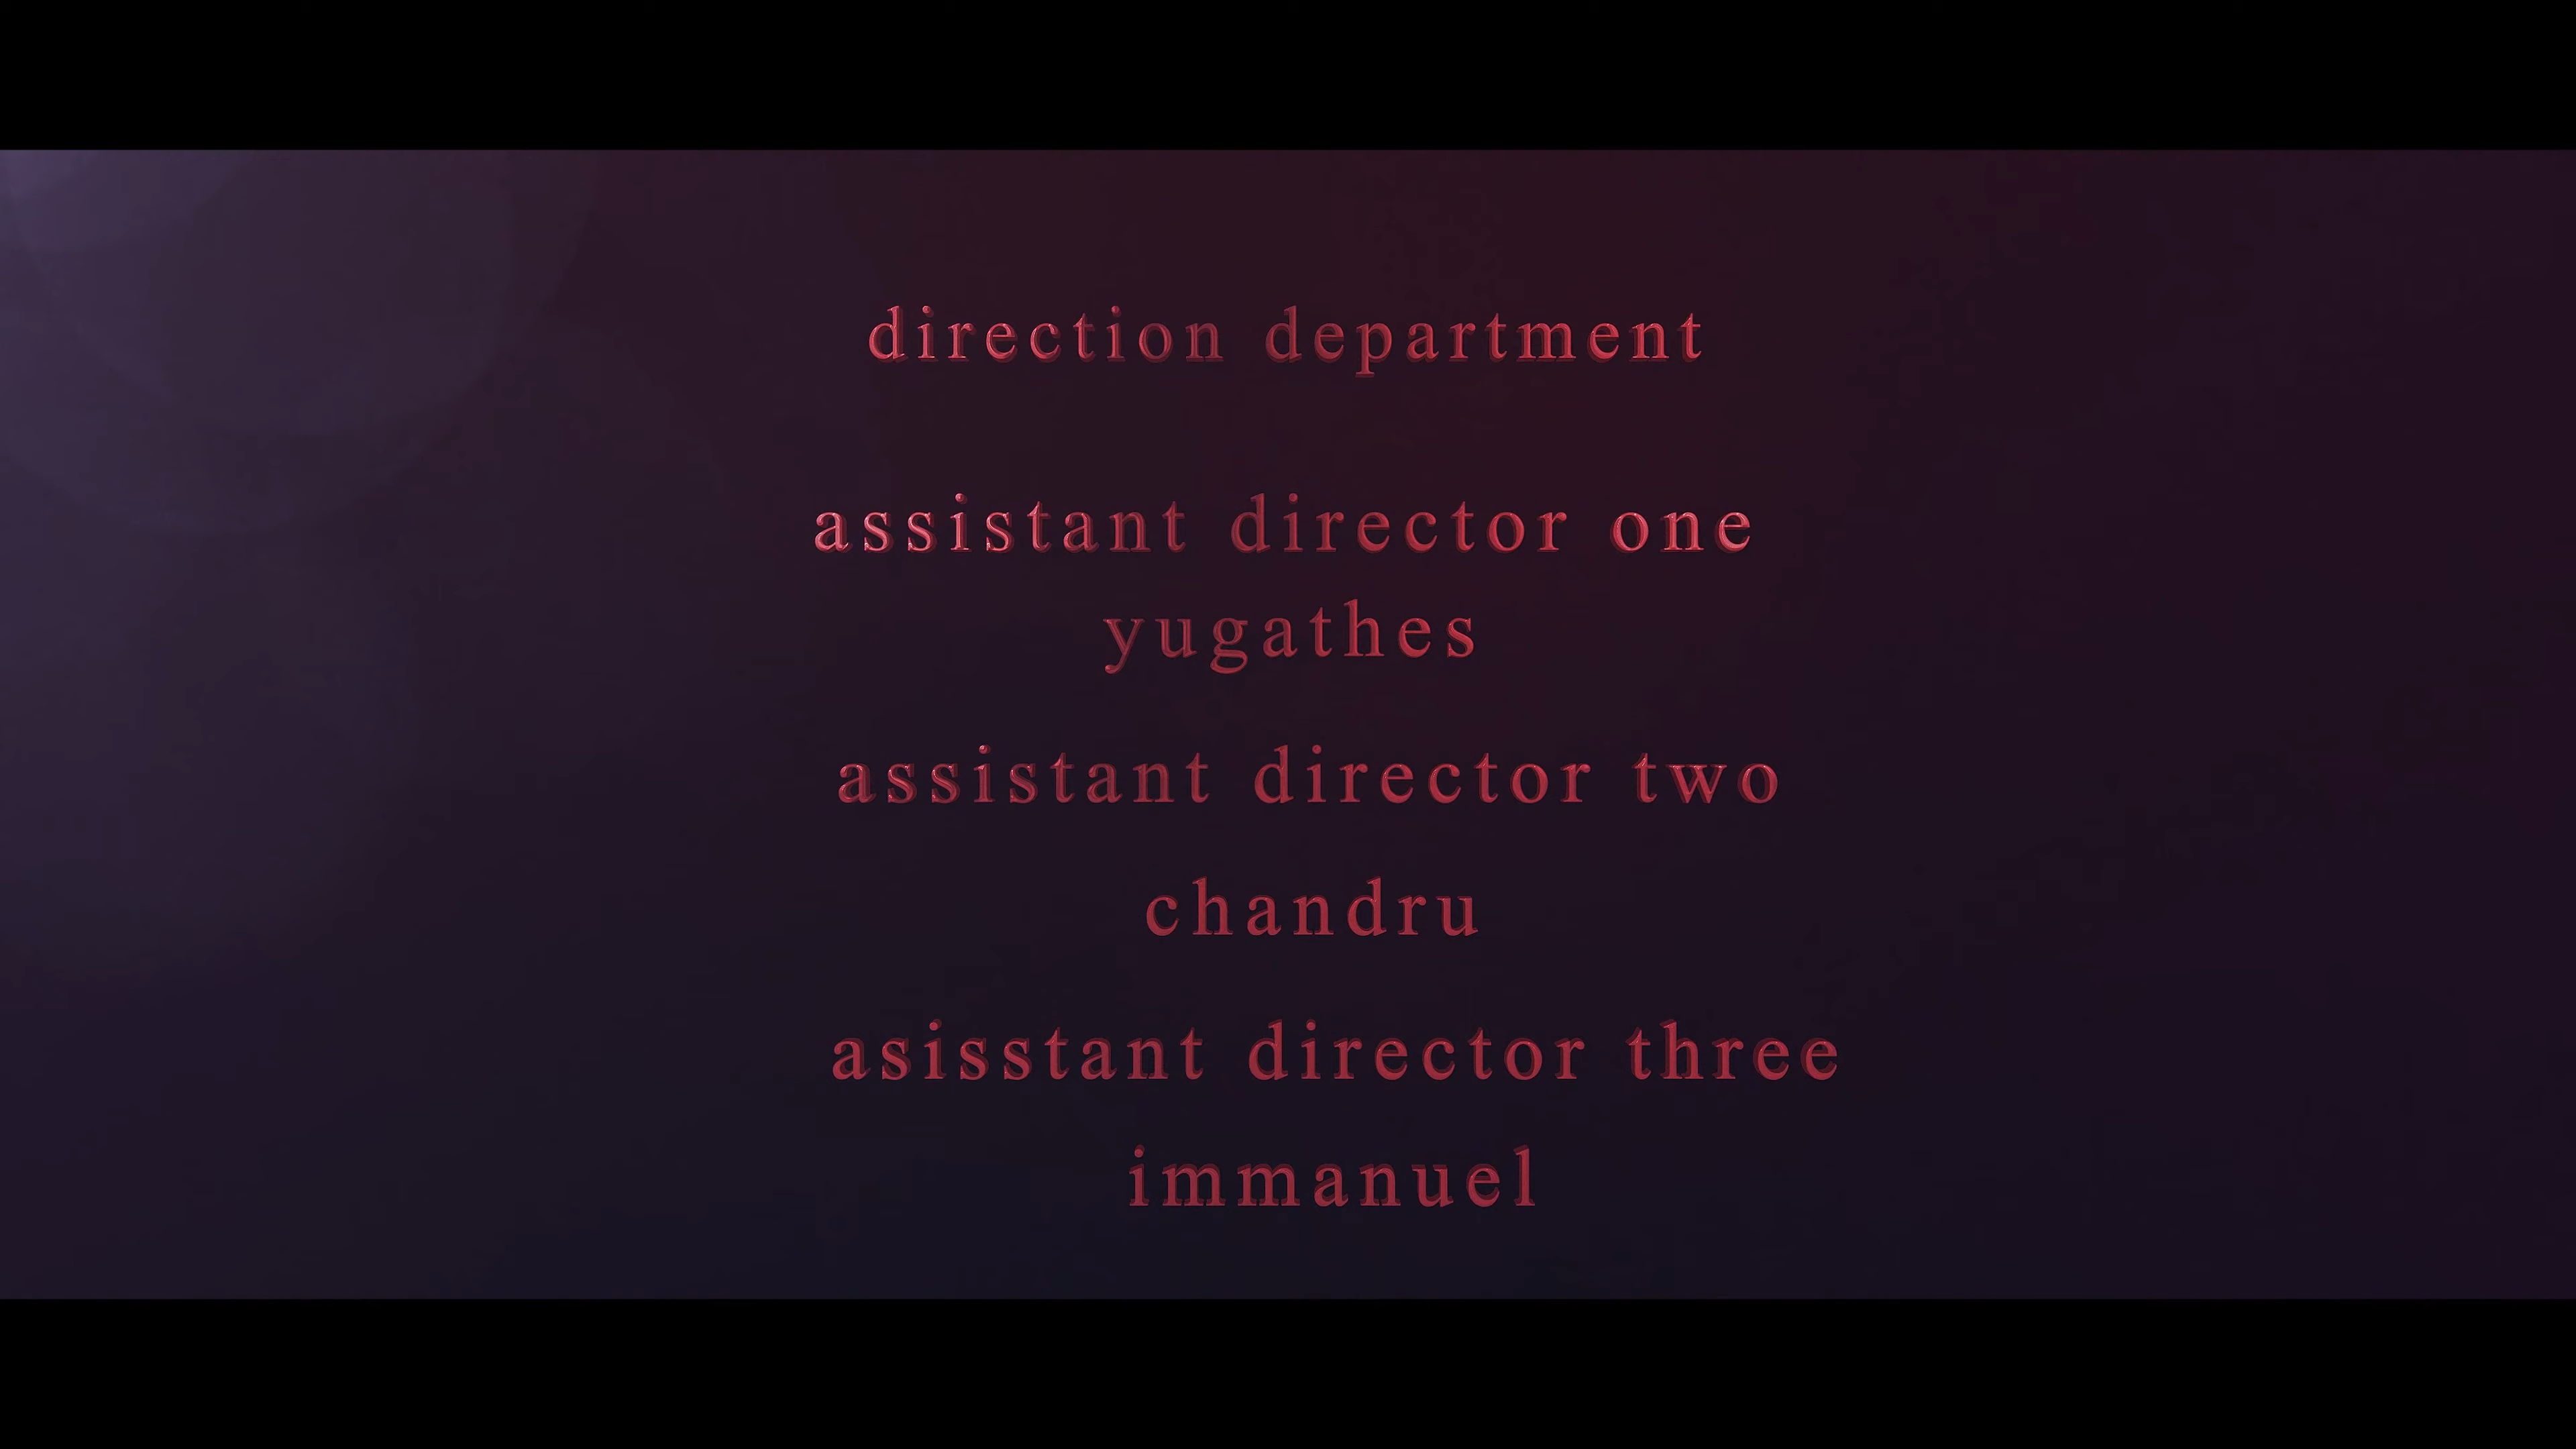 direction department
assistant director one
yugathes
assistant director two
chandru
asisstant director three
immanuel